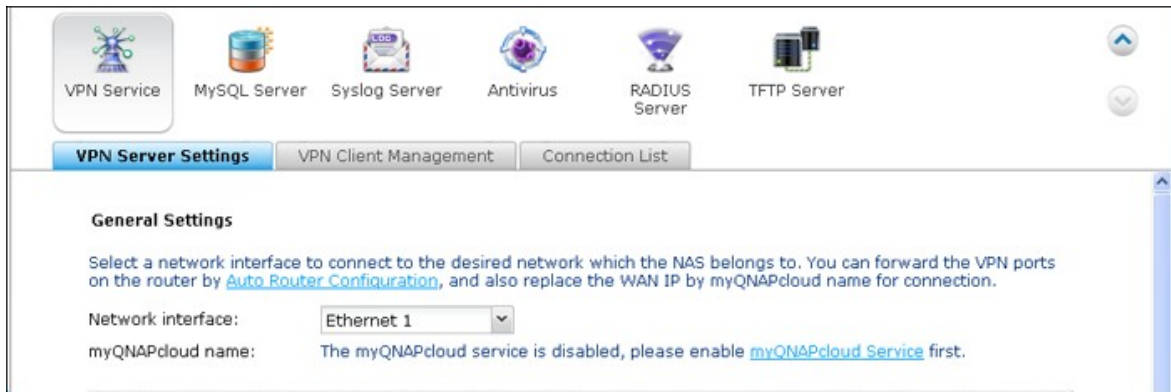 VPN Service
MySQL Server
LOG
Syslog Server
Antivirus
RADIUS
Server
TFTP Server
VPN Server Settings
VPN Client Management
Connection List
General Settings
Select a network interface to connect to the desired network which the NAS belongs to. You can forward the VPN ports
on the router by Auto Router Configuration, and also replace the WAN IP by myQNAPcloud name for connection.
Network interface: Ethernet 1
myQNAPcloud name: The myQNAPcloud service is disabled, please enable myQNAPcloud Service first.